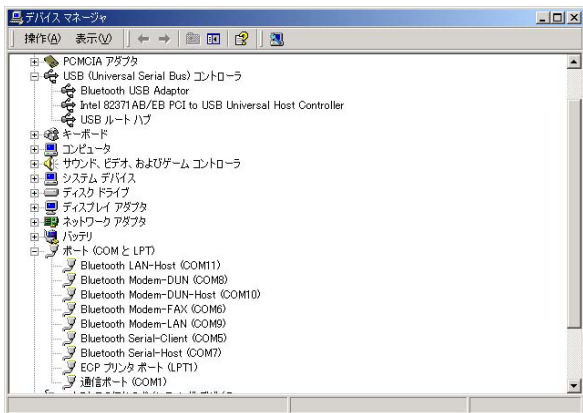 デバイス マネージャ
操作(A) 表示(V)
PCMCIA アダプタ
USB (Universal Serial Bus) コントローラ
Bluetooth USB Adaptor
Intel 82371AB/EB PCI to USB Universal Host Controller
USB ルート ハブ
キーボード
コンピュータ
サウンド、ビデオ、およびゲーム コントローラ
システム デバイス
ディスク ドライブ
ディスプレイ アダプタ
ネットワーク アダプタ
バッテリ
ポート (COM と LPT)
Bluetooth LAN-Host (COM11)
Bluetooth Modem-DUN (COM8)
Bluetooth Modem-DUN-Host (COM10)
Bluetooth Modem-FAX (COM6)
Bluetooth Modem-LAN (COM9)
Bluetooth Serial-Client (COM5)
Bluetooth Serial-Host (COM7)
ECP プリンタ ポート (LPT1)
通信ポート (COM1)